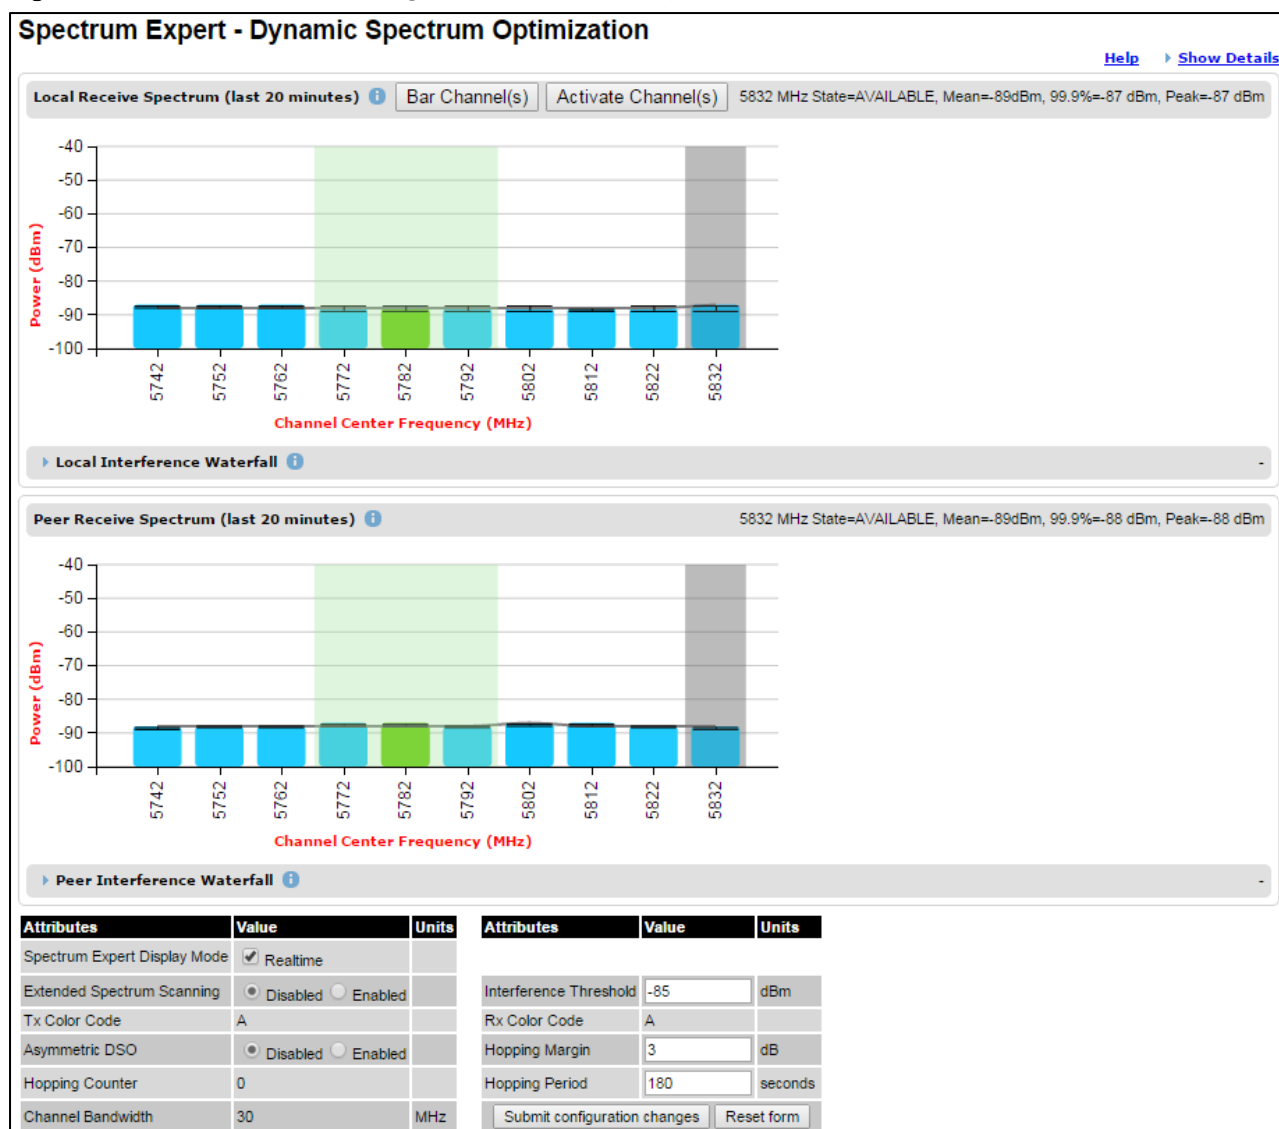 Spectrum Expert - Dynamic Spectrum Optimization
Help Show Details
Local Receive Spectrum (last 20 minutes) Bar Channel(s) Activate Channel(s) 5832 MHz State=AVAILABLE, Mean=-89dBm, 99.9%=-87 dBm, Peak=-87 dBm
-40
-50
-60
-70
-80
-90
-100
Power (dBm)
5742 5752 5762 5772 5782 5792 5802 5812 5822 5832
Channel Center Frequency (MHz)
Local Interference Waterfall -
Peer Receive Spectrum (last 20 minutes) 5832 MHz State=AVAILABLE, Mean=-89dBm, 99.9%=-88 dBm, Peak=-88 dBm
-40
-50
-60
-70
-80
-90
-100
Power (dBm)
5742 5752 5762 5772 5782 5792 5802 5812 5822 5832
Channel Center Frequency (MHz)
Peer Interference Waterfall -
Attributes Value Units Attributes Value Units
Spectrum Expert Display Mode Realtime
Extended Spectrum Scanning Disabled Enabled Interference Threshold -85 dBm
Tx Color Code A Rx Color Code A
Asymmetric DSO Disabled Enabled Hopping Margin 3 dB
Hopping Counter 0 Hopping Period 180 seconds
Channel Bandwidth 30 MHz Submit configuration changes Reset form